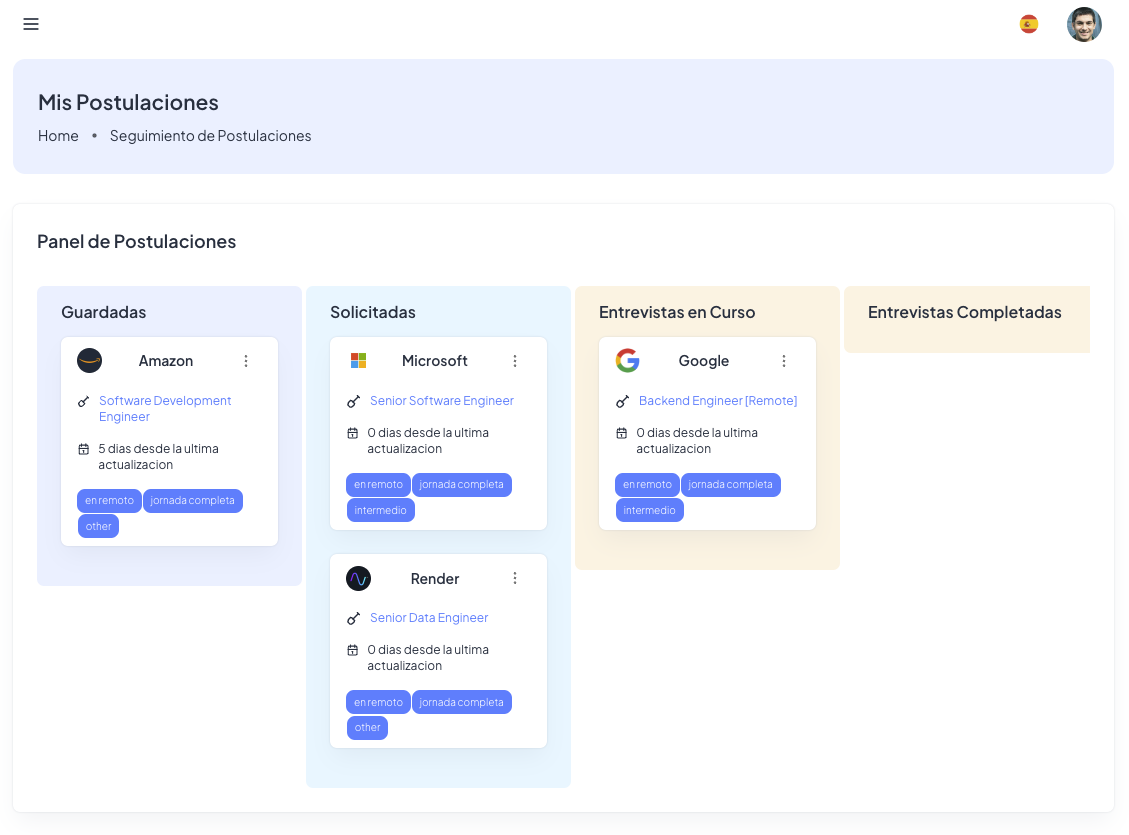 Mis Postulaciones
Home • Seguimiento de Postulaciones
Panel de Postulaciones
Guardadas
Amazon
Software Development
Engineer
5 dias desde la ultima
actualizacion
en remoto
jornada completa
other
Solicitadas
Microsoft
Senior Software Engineer
0 dias desde la ultima
actualizacion
en remoto
jornada completa
intermedio
Render
Senior Data Engineer
0 dias desde la ultima
actualizacion
en remoto
jornada completa
other
Entrevistas en Curso
Google
Backend Engineer [Remote]
0 dias desde la ultima
actualizacion
en remoto
jornada completa
intermedio
Entrevistas Completadas